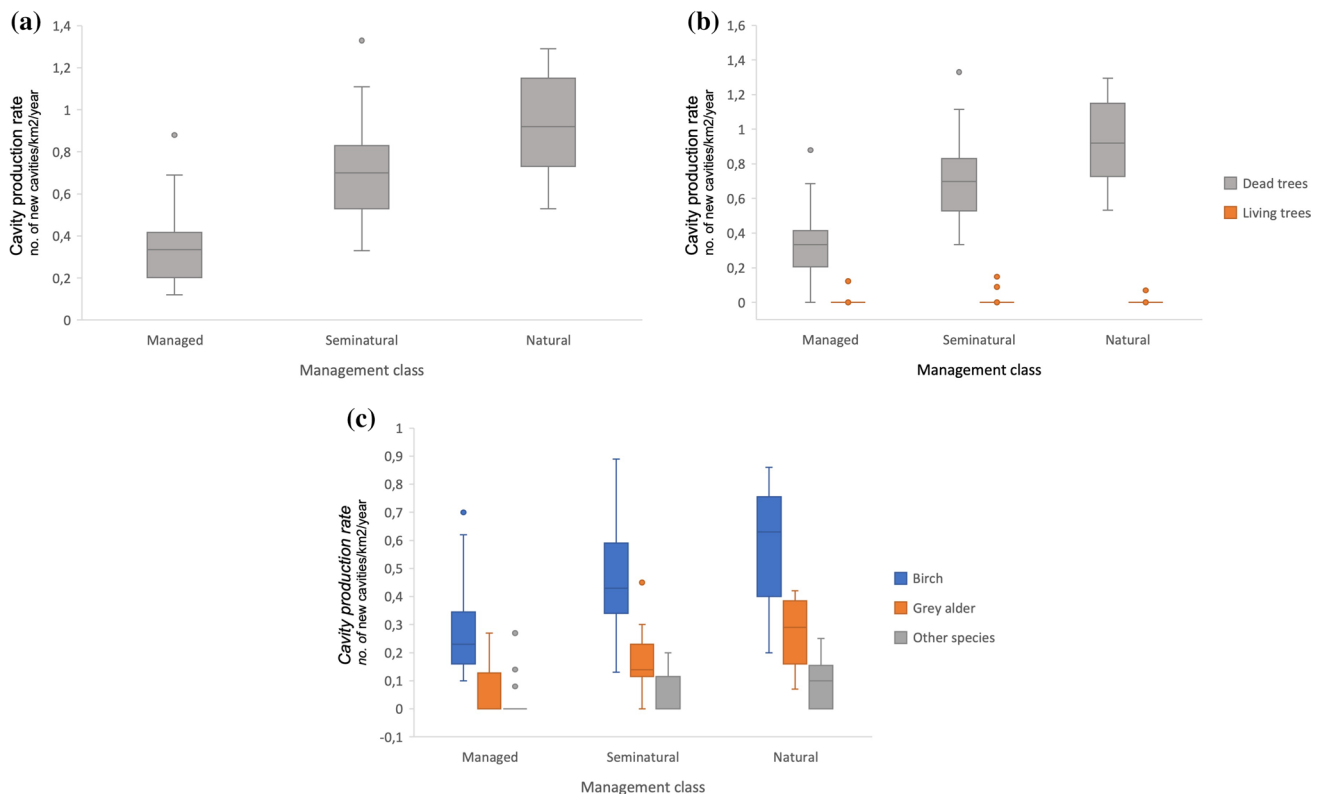 (a)
Cavity production rate
no. of new cavities/km2/year
1,4
1,2
1
0,8
0,6
0,4
0,2
0
Managed
Seminatural
Natural
Management class
(b)
Cavity production rate
no. of new cavities/km2/year
1,6
1,4
1,2
1
0,8
0,6
0,4
0,2
0
Managed
Seminatural
Natural
Management class
Dead trees
Living trees
(c)
Cavity production rate
no. of new cavities/km2/year
1
0,9
0,8
0,7
0,6
0,5
0,4
0,3
0,2
0,1
0
-0,1
Managed
Seminatural
Natural
Management class
Birch
Grey alder
Other species